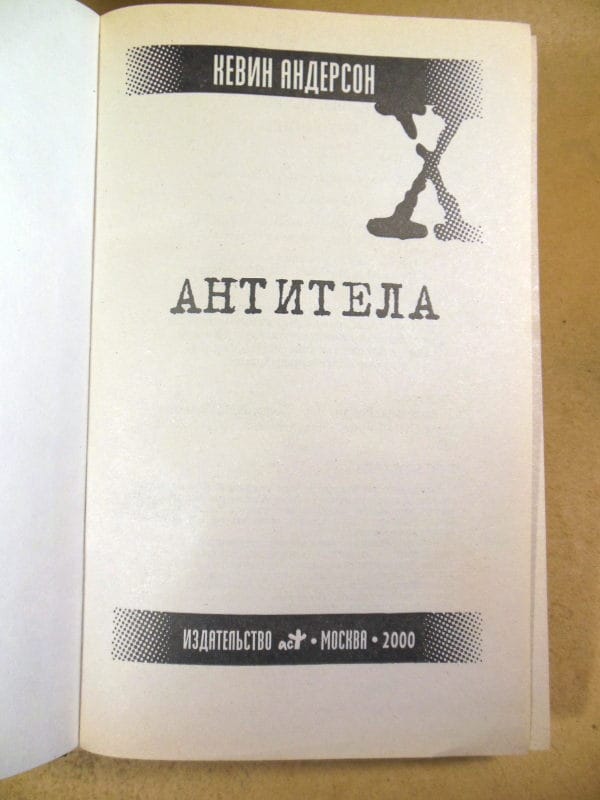 КЕВИН АНДЕРСОН
X
АНТИТЕЛА
ИЗДАТЕЛЬСТВО аст • МОСКВА • 2000